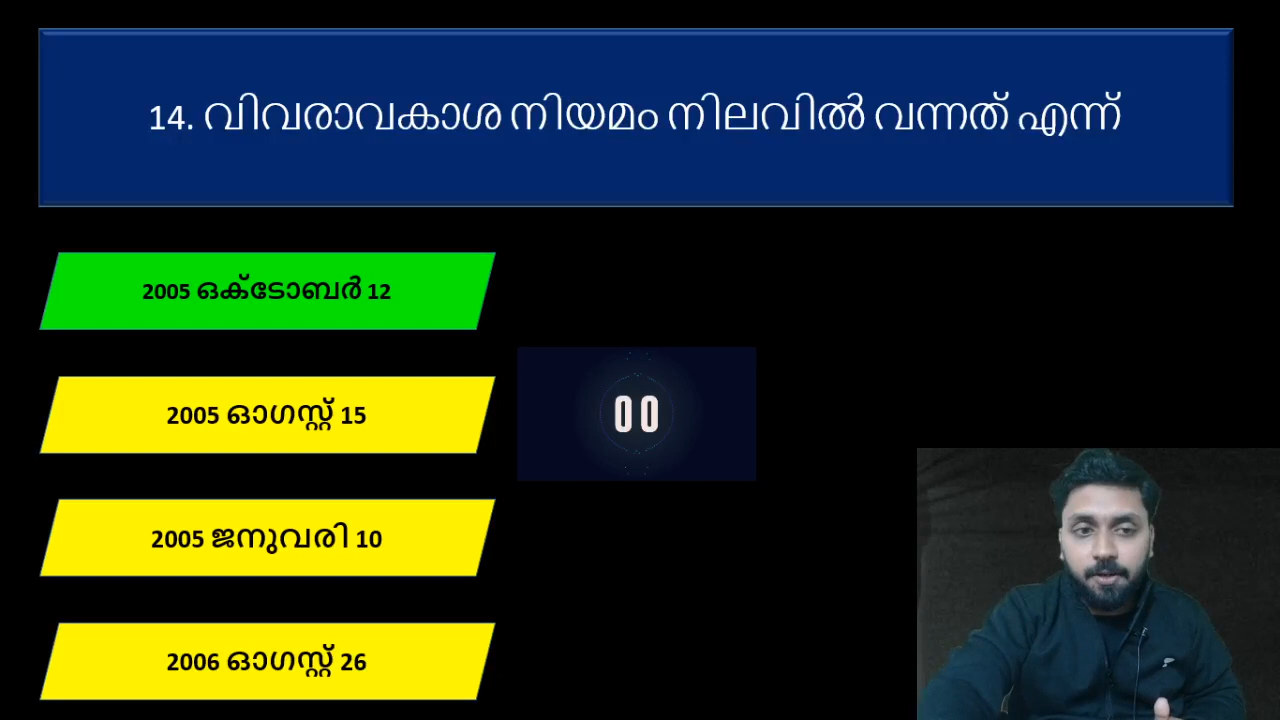 14. വിവരാവകാശ നിയമം നിലവിൽ വന്നത് എന്ന്
2005 ഒക്ടോബർ 12
2005 ഓഗസ്റ്റ് 15
00
2005 ജനുവരി 10
2006 ഓഗസ്റ്റ് 26